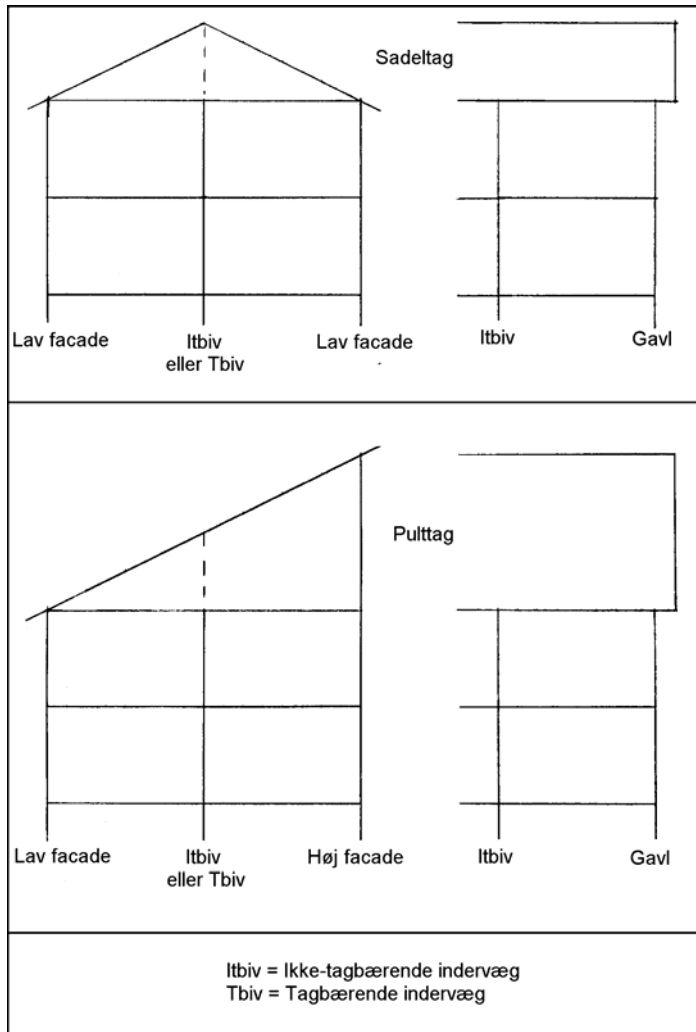 Sadeltag
Lav facade
Itbiv
eller Tbiv
Lav facade
Itbiv
Gavl
Pulttag
Lav facade
Itbiv
eller Tbiv
Høj facade
Itbiv
Gavl
Itbiv = Ikke-tagbærende indervæg
Tbiv = Tagbærende indervæg